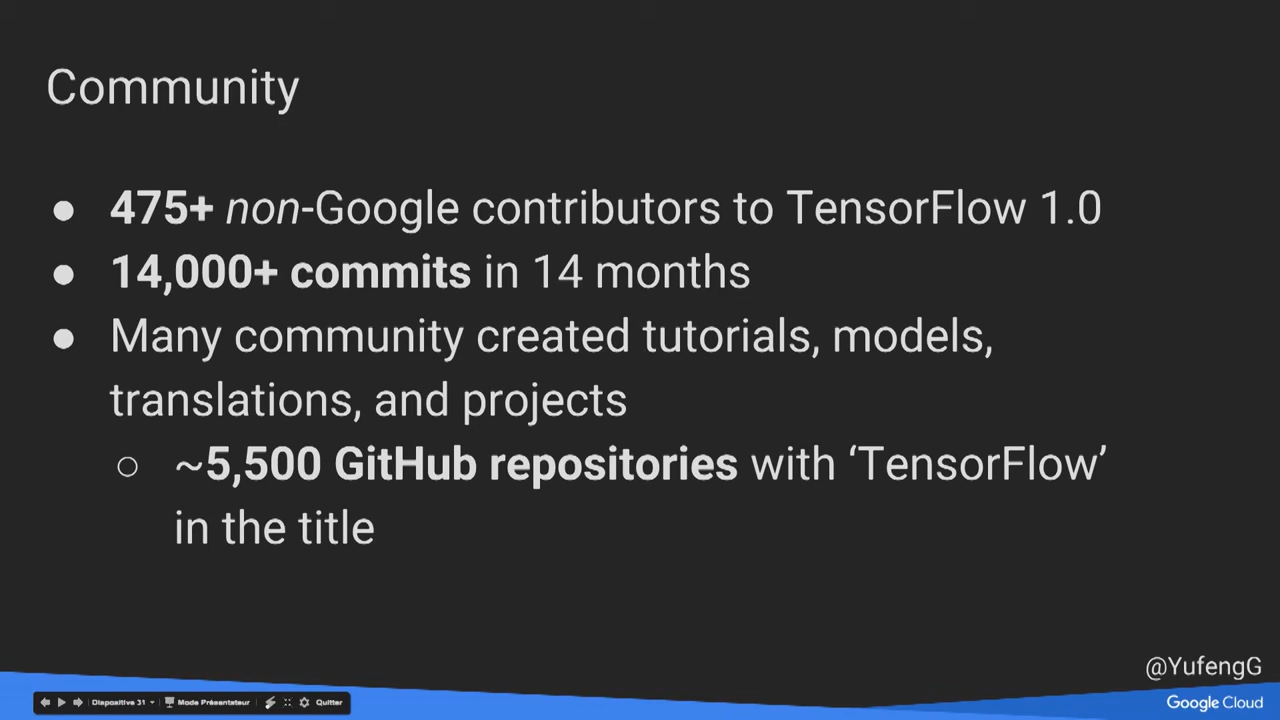 Community
● 475+ non-Google contributors to TensorFlow 1.0
● 14,000+ commits in 14 months
● Many community created tutorials, models,
translations, and projects
○ ~5,500 GitHub repositories with ‘TensorFlow’
in the title
@YufengG
Diapositive 31 Mode Présentateur Quitter
Google Cloud